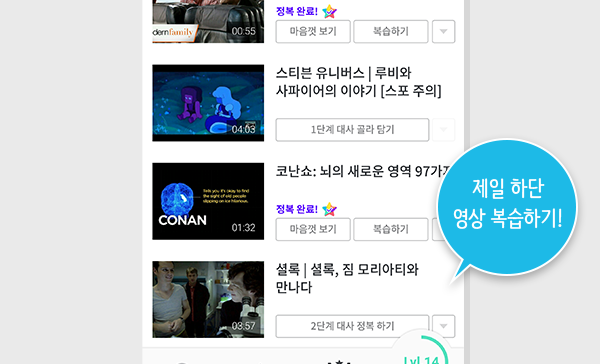 정복 완료!
dernfamily
00:55
마음껏 보기
복습하기
스티븐 유니버스 | 루비와
사파이어의 이야기 [스포 주의]
04:03
1단계 대사 골라 담기
코난쇼: 뇌의 새로운 영역 97가지
Tells you it's okay to find
the sight of old people
slipping on ice hilarious.
CONAN
01:32
정복 완료!
마음껏 보기
복습하기
제일 하단
영상 복습하기!
셜록 | 셜록, 짐 모리아티와
만나다
03:57
2단계 대사 정복 하기
Lvl 14